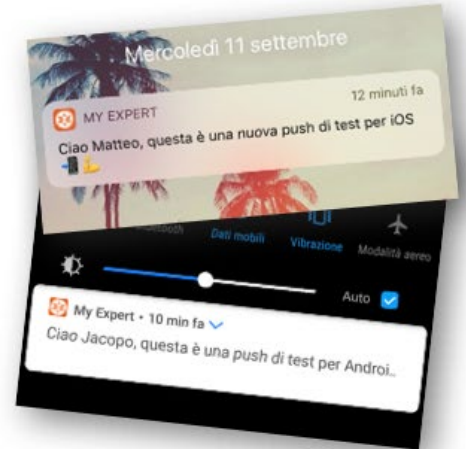 Mercoledì 11 settembre
MY EXPERT
12 minuti fa
Ciao Matteo, questa è una nuova push di test per iOS
Dati mobili
Vibrazione
Modalità aereo
Auto
My Expert • 10 min fa
Ciao Jacopo, questa è una push di test per Androi..